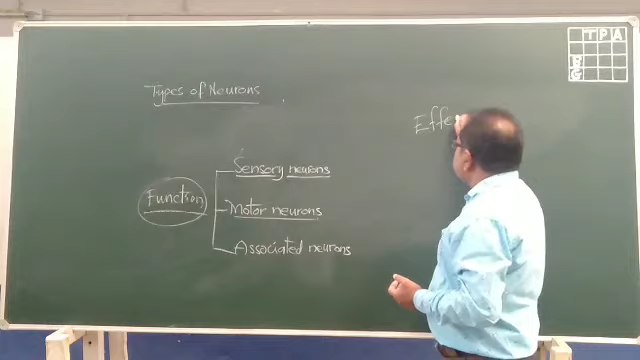 T P A
B
G
Types of Neurons
Effe
Sensory neurons
Function
Motor neurons
Associated neurons